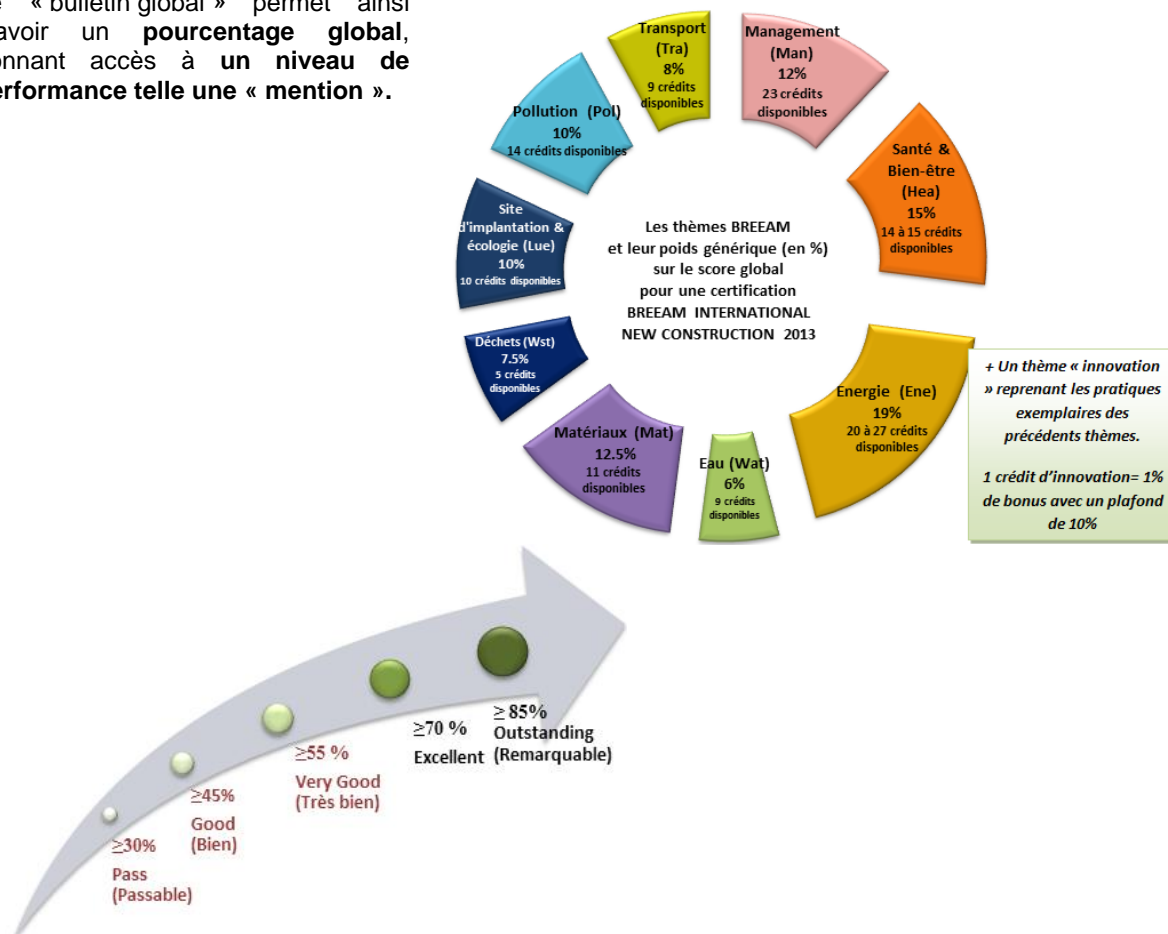 « bulletin global » permet ainsi
avoir un pourcentage global,
accès à un niveau de
telle une « mention ».
Transport
(Tra)
8%
9 crédits
disponibles
Management
(Man)
12%
23 crédits
disponibles
Santé &
Bien-être
(Hea)
15%
14 à 15 crédits
disponibles
Energie (Ene)
19%
20 à 27 crédits
disponibles
Eau (Wat)
6%
9 crédits
disponibles
Matériaux (Mat)
12.5%
11 crédits
disponibles
Déchets (Wst)
7.5%
5 crédits
disponibles
Site
d'implantation &
écologie (Lue)
10%
10 crédits disponibles
Pollution (Pol)
10%
14 crédits disponibles
Les thèmes BREEAM
et leur poids générique (en %)
sur le score global
pour une certification
BREEAM INTERNATIONAL
NEW CONSTRUCTION 2013
+ Un thème « innovation
» reprenant les pratiques
exemplaires des
précédents thèmes.
1 crédit d'innovation= 1%
de bonus avec un plafond
de 10%
≥30%
Pass
(Passable)
≥45%
Good
(Bien)
≥55 %
Very Good
(Très bien)
≥70 %
Excellent
≥ 85%
Outstanding
(Remarquable)